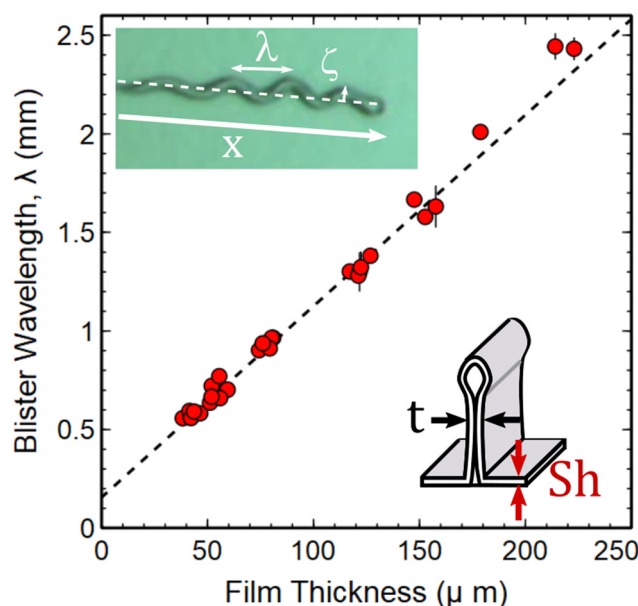 2.5
2
1.5
1
0.5
0
0
50
100
150
200
250
Blister Wavelength, λ (mm)
Film Thickness (μ m)
λ
ζ
x
t
Sh